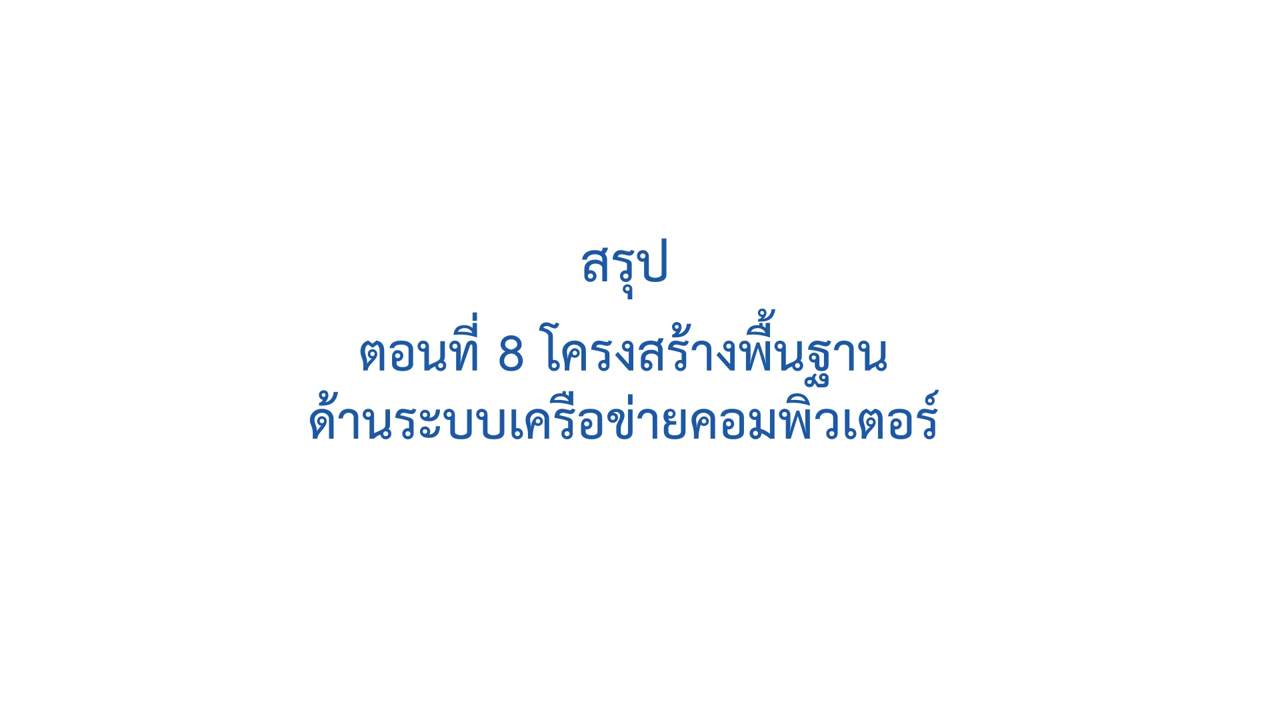 สรุป
ตอนที่ 8 โครงสร้างพื้นฐาน
ด้านระบบเครือข่ายคอมพิวเตอร์